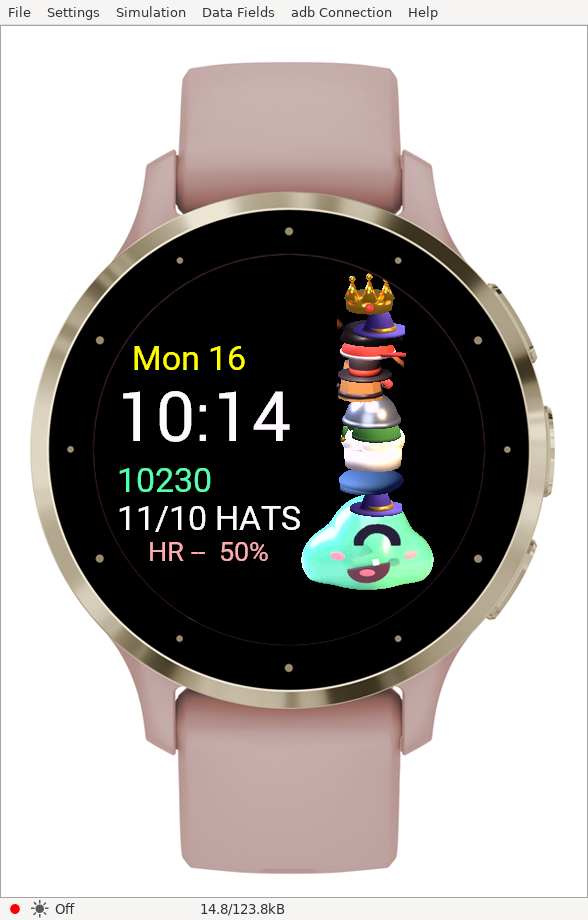 File Settings Simulation Data Fields adb Connection Help
Mon 16
10:14
10230
11/10 HATS
HR -- 50%
Off 14.8/123.8kB